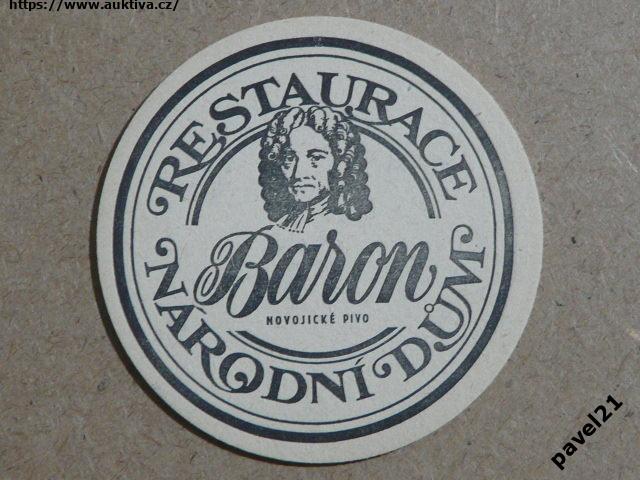 https://www.auktiva.cz/
RESTAURACE
Baron
NOVOJICKÉ PIVO
NÁRODNÍ DŮM
pavel21